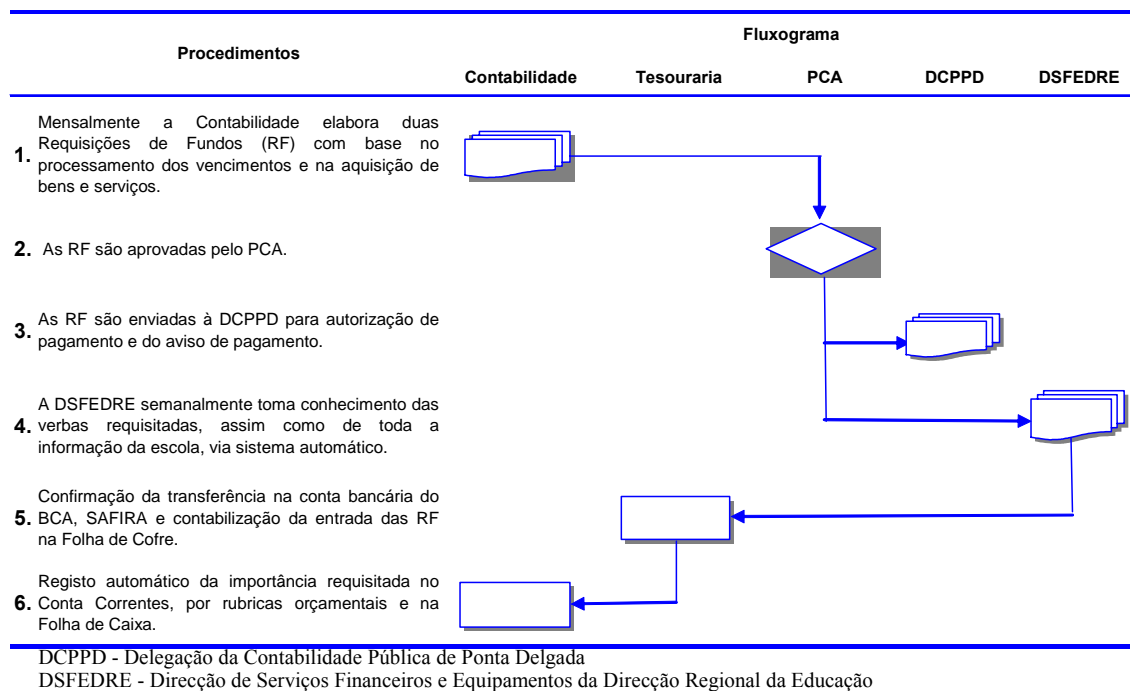 Procedimentos
Fluxograma
Contabilidade Tesouraria PCA DCPPD DSFEDRE
1. Mensalmente a Contabilidade elabora duas
Requisições de Fundos (RF) com base no
processamento dos vencimentos e na aquisição de
bens e serviços.
2. As RF são aprovadas pelo PCA.
3. As RF são enviadas à DCPPD para autorização de
pagamento e do aviso de pagamento.
4. A DSFEDRE semanalmente toma conhecimento das
verbas requisitadas, assim como de toda a
informação da escola, via sistema automático.
5. Confirmação da transferência na conta bancária do
BCA, SAFIRA e contabilização da entrada das RF
na Folha de Cofre.
6. Registo automático da importância requisitada no
Conta Correntes, por rubricas orçamentais e na
Folha de Caixa.
DCPPD - Delegação da Contabilidade Pública de Ponta Delgada
DSFEDRE - Direcção de Serviços Financeiros e Equipamentos da Direcção Regional da Educação